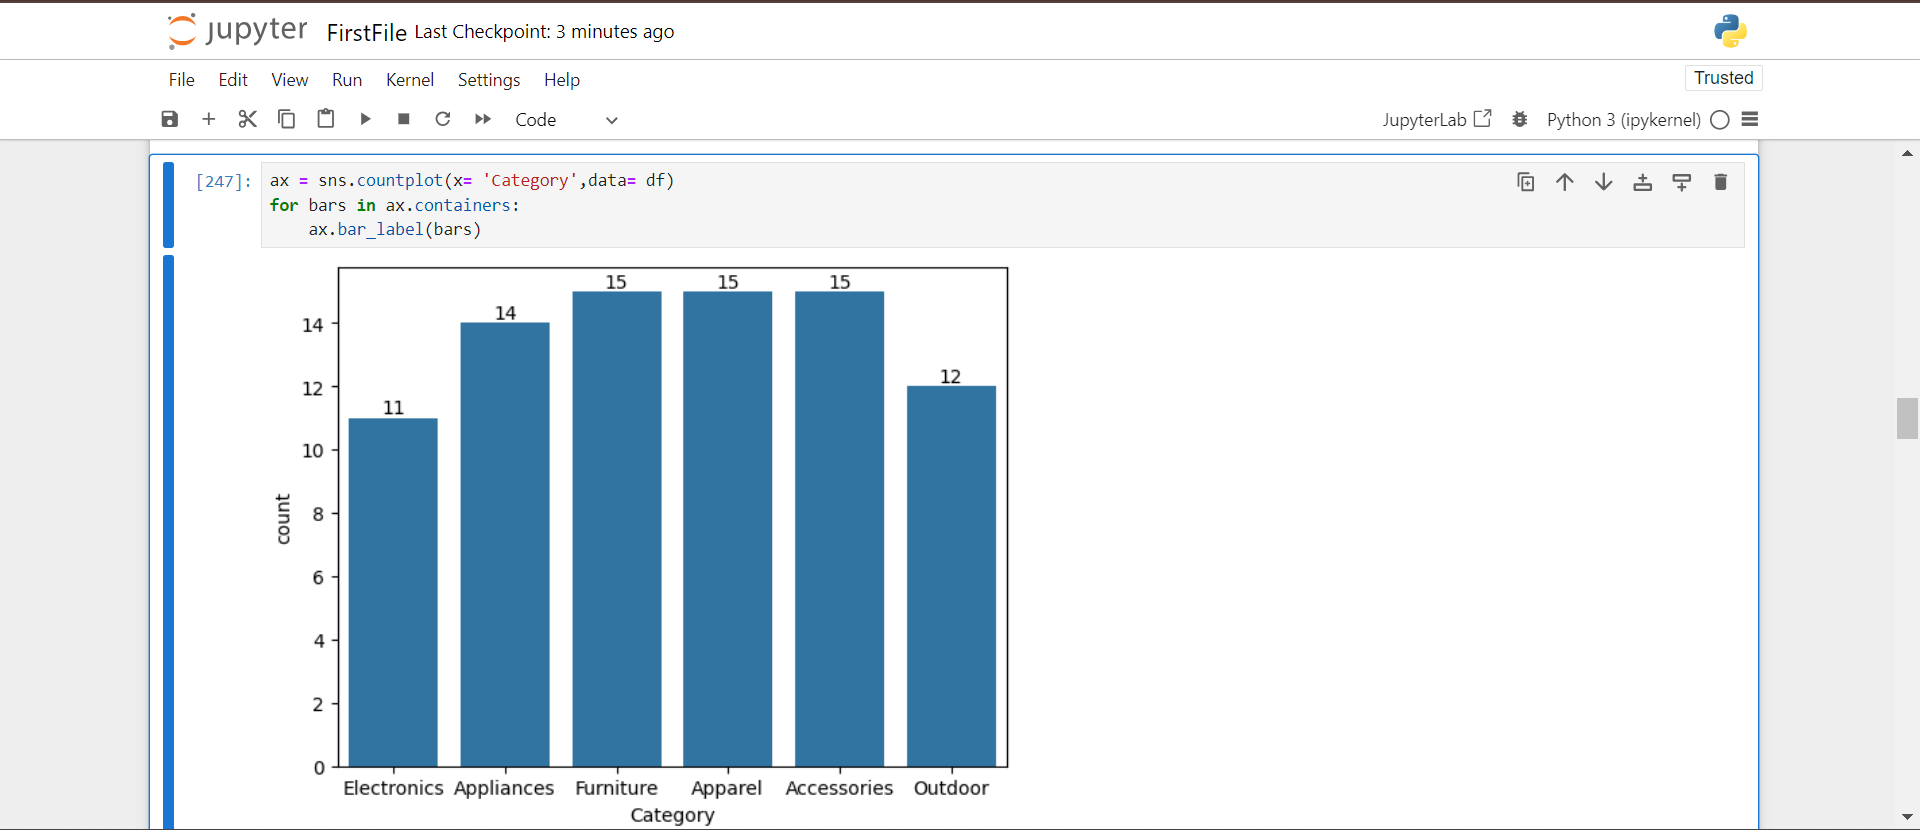 jupyter FirstFile Last Checkpoint: 3 minutes ago
File Edit View Run Kernel Settings Help
Trusted
Code
JupyterLab Python 3 (ipykernel)
[247]: ax = sns.countplot(x= 'Category',data= df)
for bars in ax.containers:
    ax.bar_label(bars)
15 15 15
14
14
12
12
11
10
8
count
6
4
2
0
Electronics Appliances Furniture Apparel Accessories Outdoor
Category